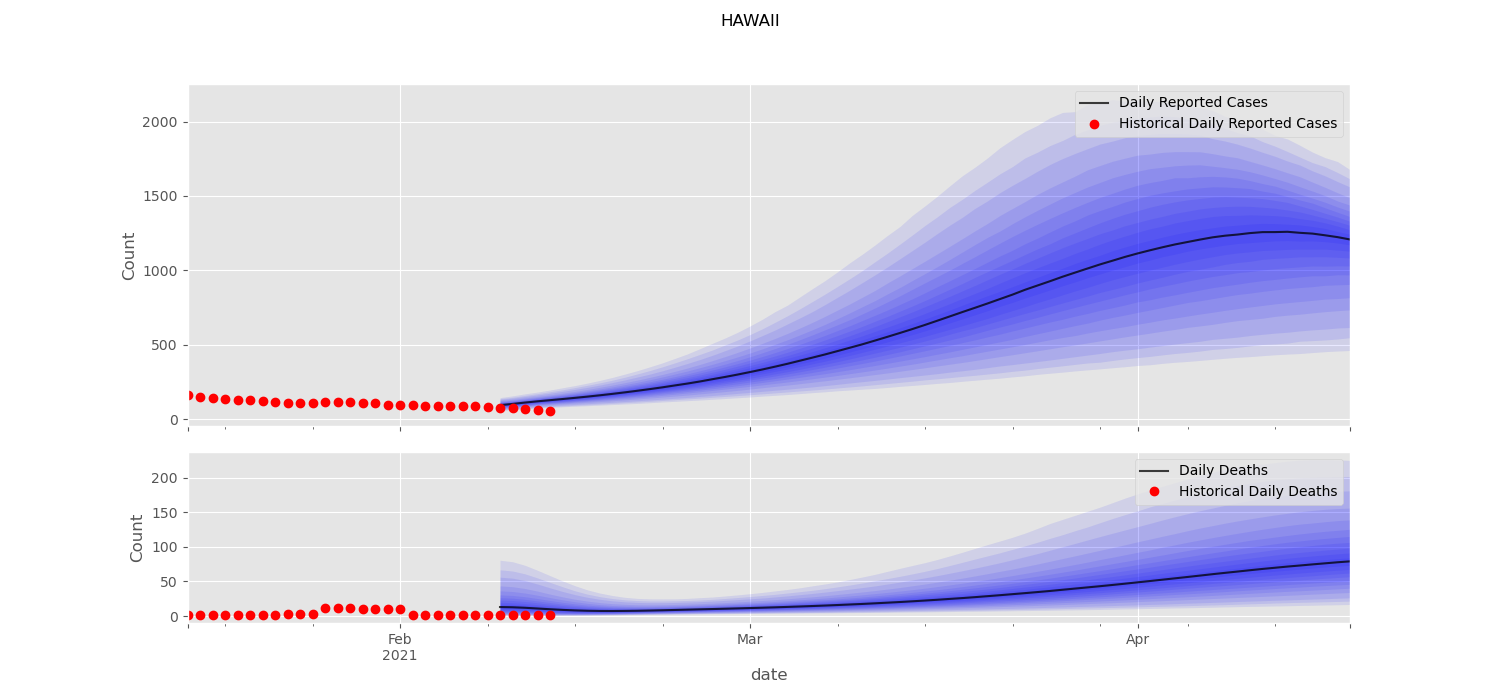 HAWAII
Daily Reported Cases
Historical Daily Reported Cases
2000
1500
1000
500
0
Count
Daily Deaths
Historical Daily Deaths
200
150
100
50
0
Count
Feb
2021
Mar
Apr
date